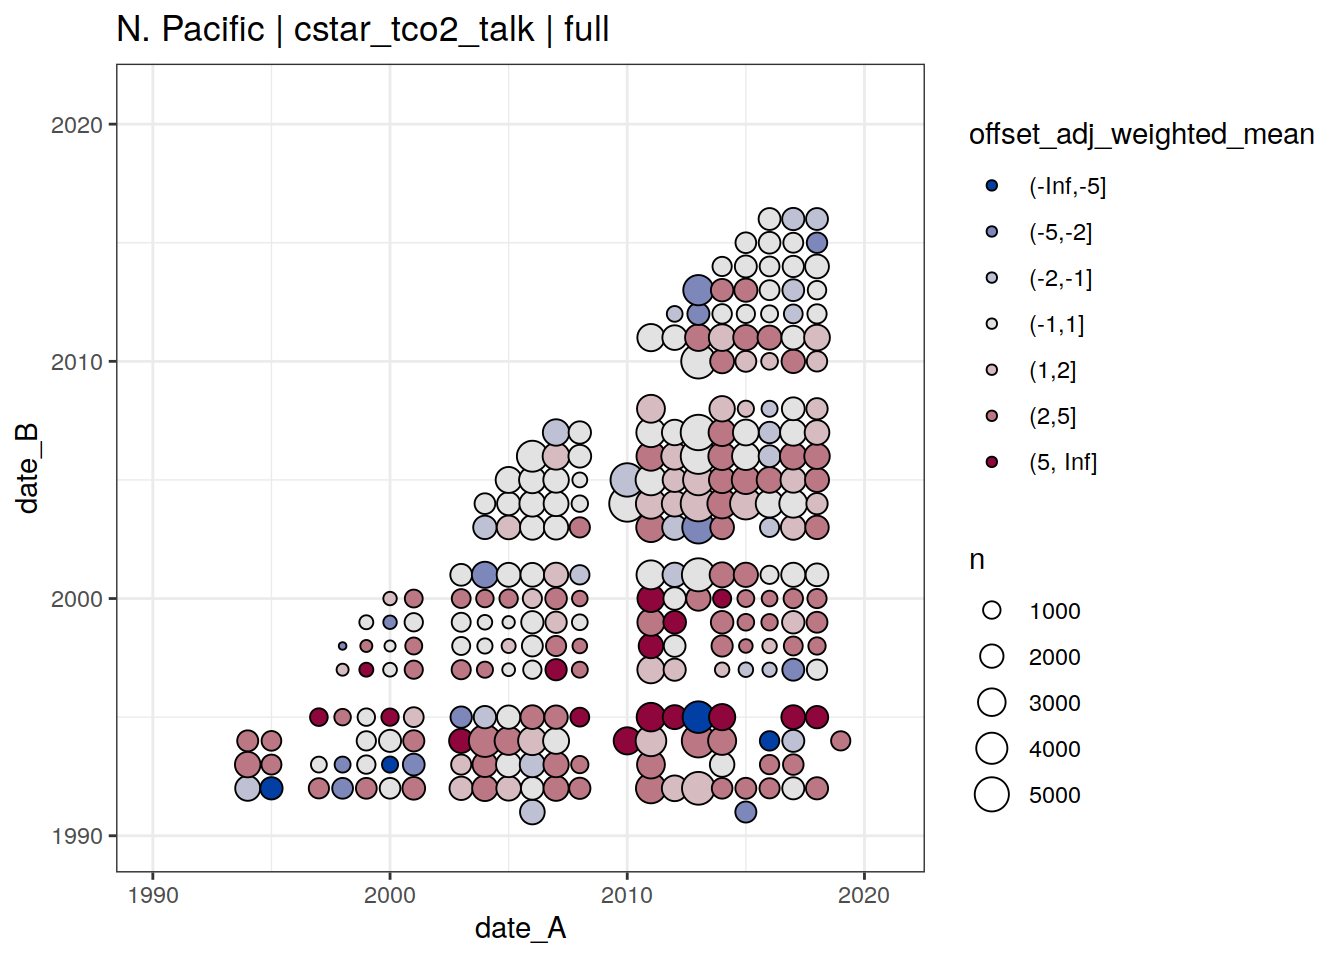 N. Pacific | cstar_tco2_talk | full
2020
2010
2000
1990
date_B
1990
2000
2010
2020
date_A
offset_adj_weighted_mean
(-Inf,-5]
(-5,-2]
(-2,-1]
(-1,1]
(1,2]
(2,5]
(5, Inf]
n
1000
2000
3000
4000
5000